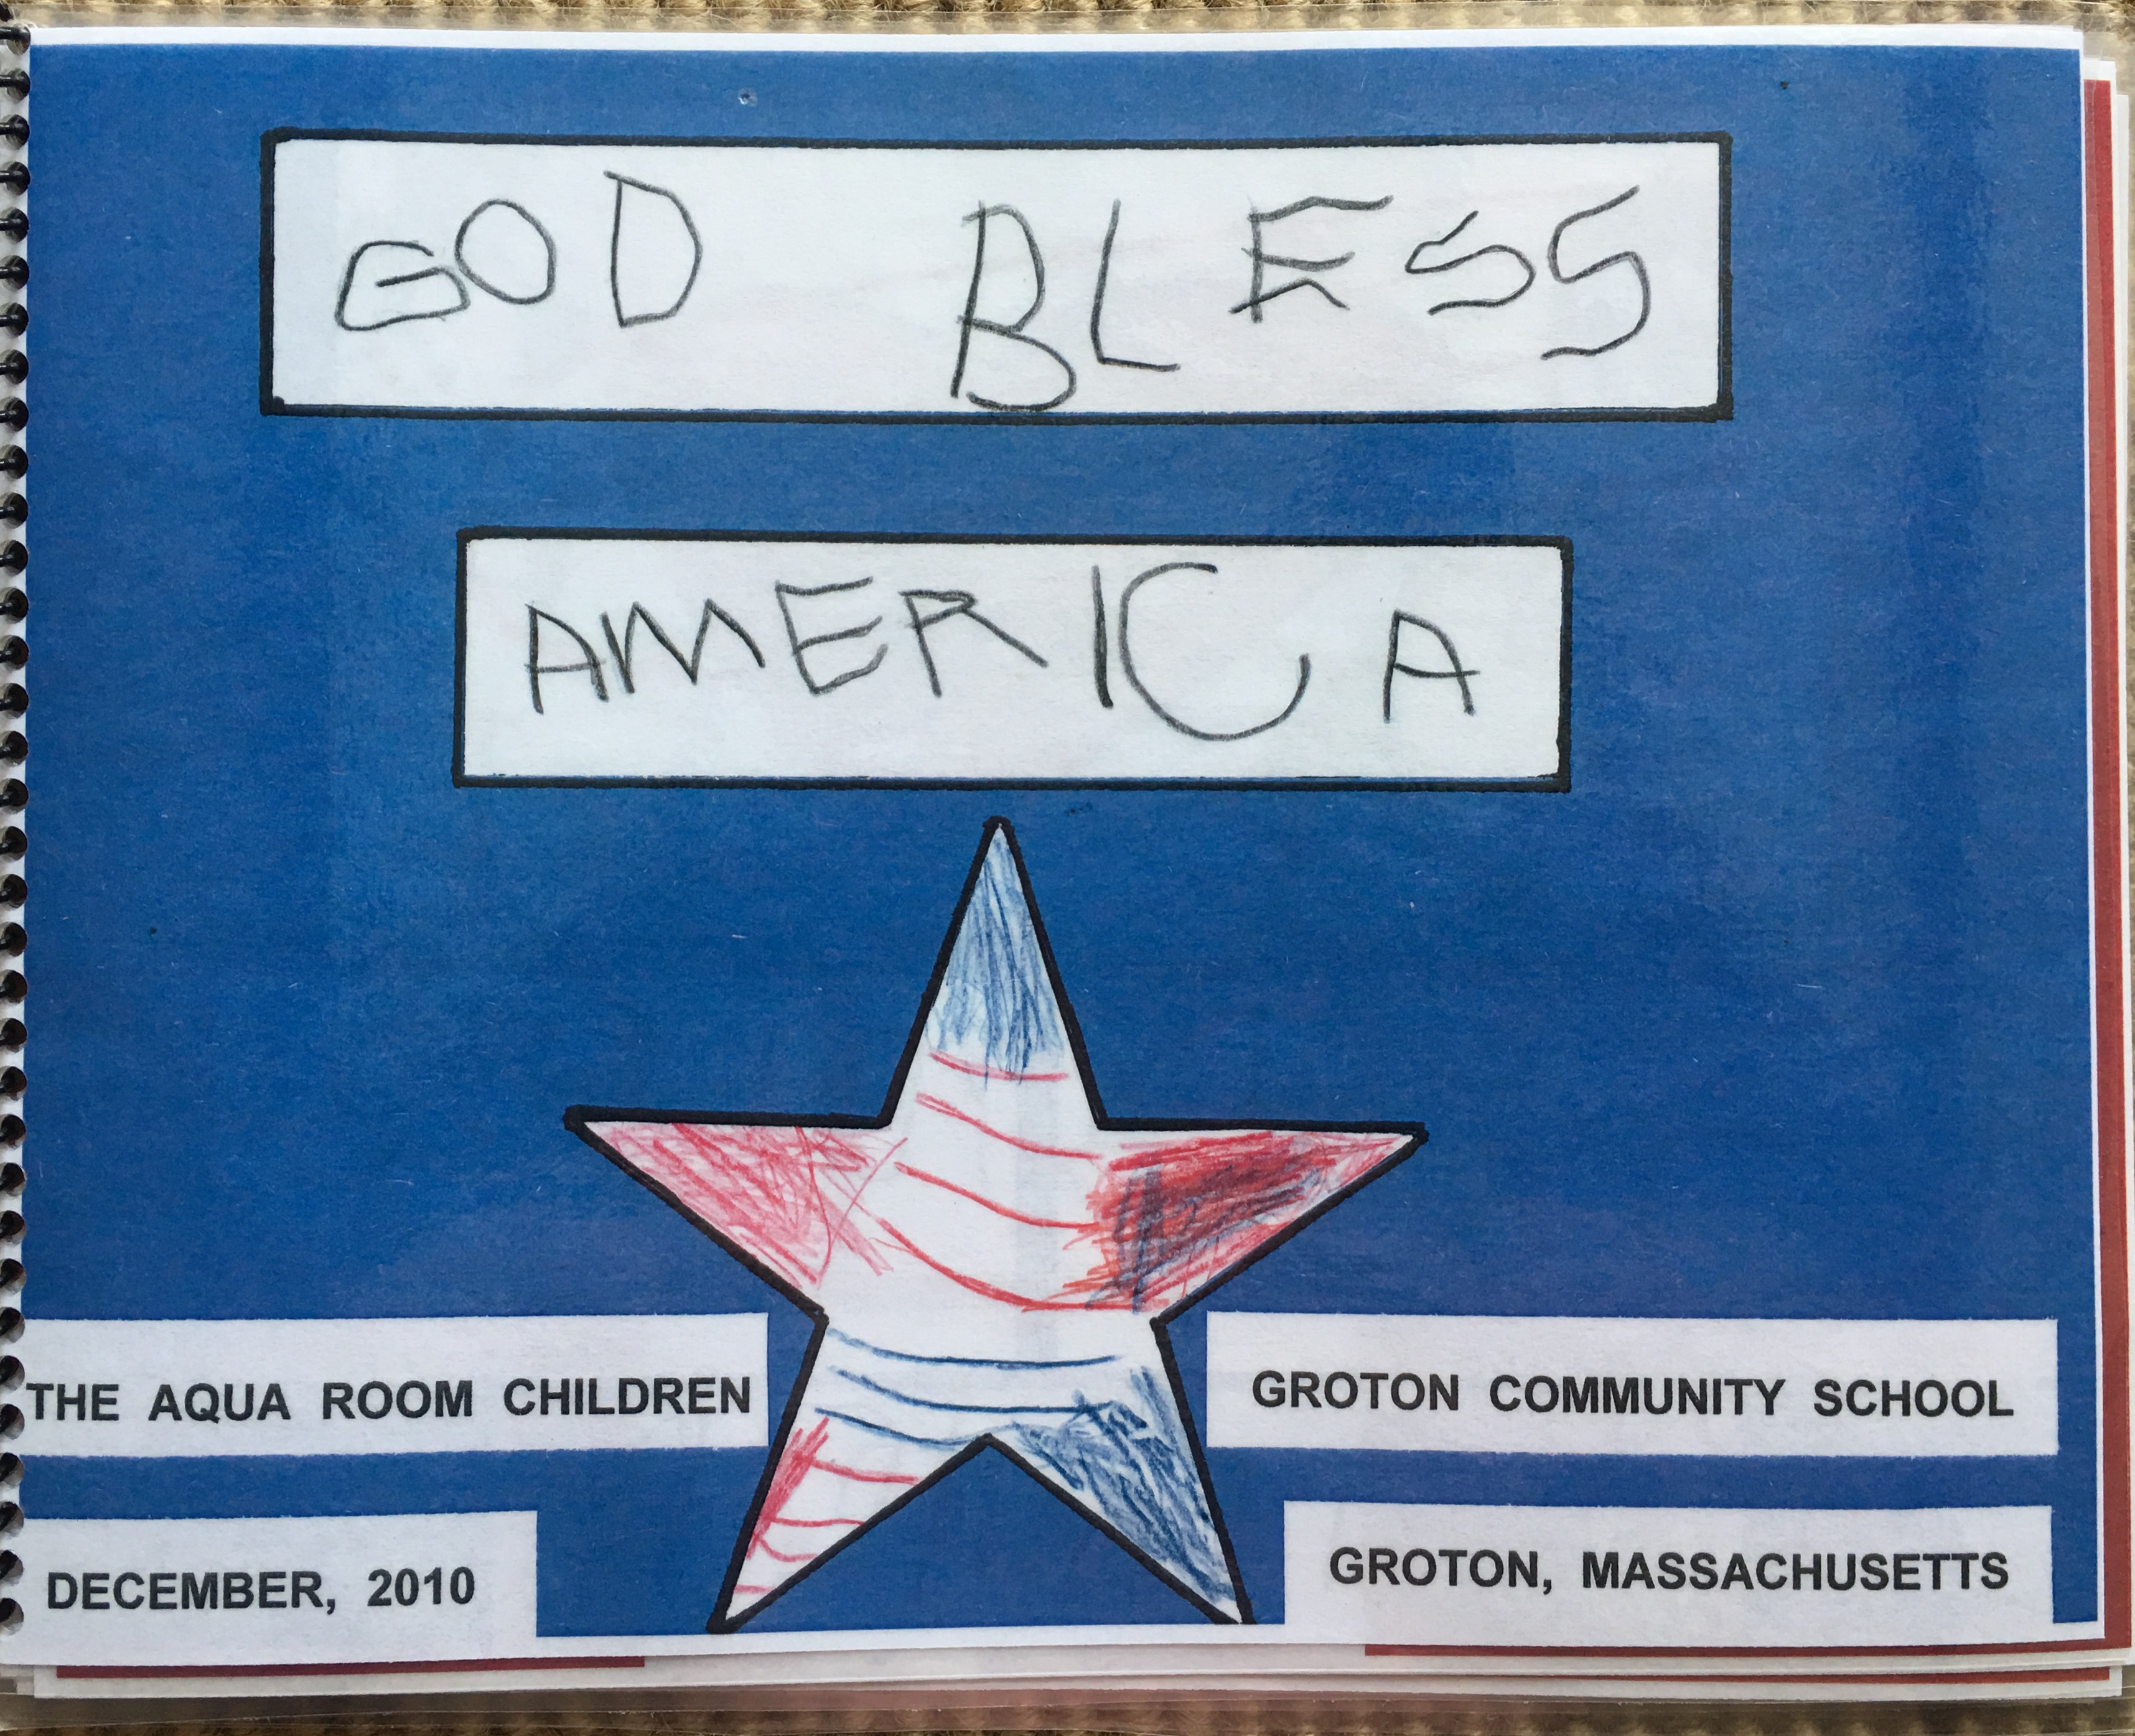 GOD BLESS
AMERICA
THE AQUA ROOM CHILDREN
GROTON COMMUNITY SCHOOL
DECEMBER, 2010
GROTON, MASSACHUSETTS